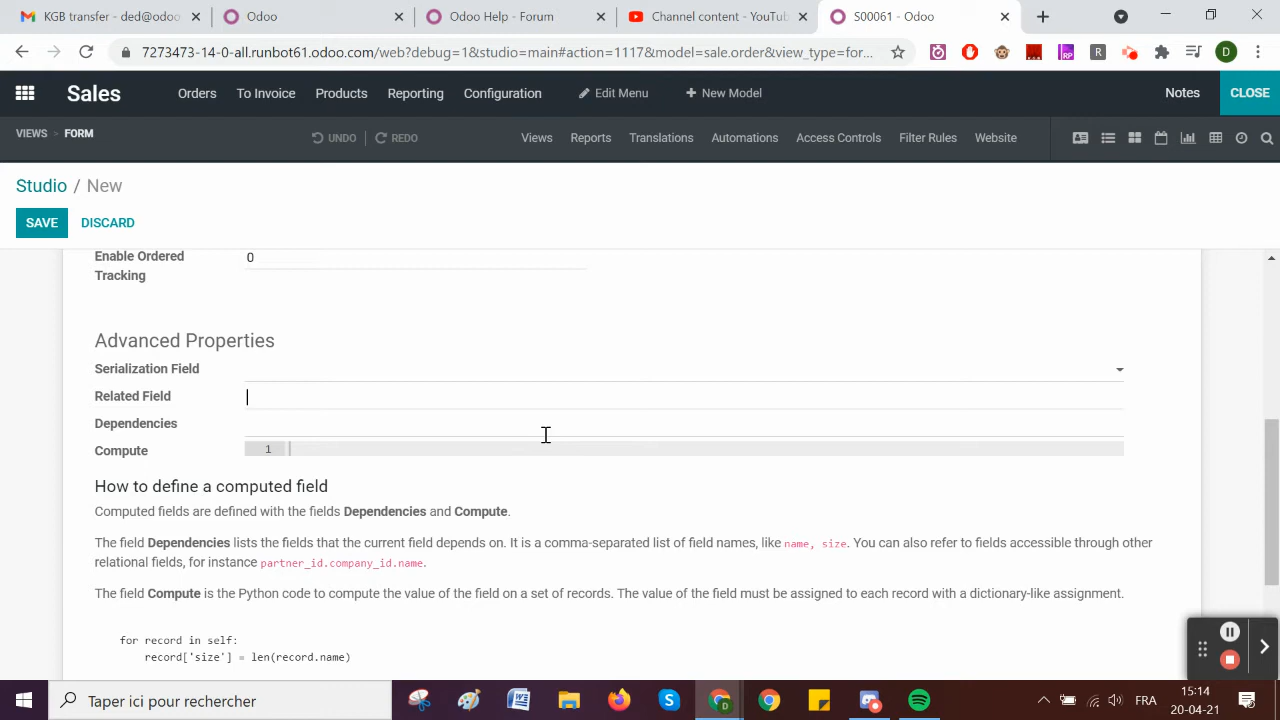 KGB transfer - ded@odoo
Odoo
Odoo Help - Forum
Channel content - YouTu
S00061 - Odoo
7273473-14-0-all.runbot61.odoo.com/web?debug=1&studio=main#action=1117&model=sale.order&view_type=for...
RP
R
D
Sales
Orders
To Invoice
Products
Reporting
Configuration
Edit Menu
New Model
Notes
CLOSE
VIEWS > FORM
UNDO
REDO
Views
Reports
Translations
Automations
Access Controls
Filter Rules
Website
Studio / New
SAVE
DISCARD
Enable Ordered
Tracking
0
Advanced Properties
Serialization Field
Related Field
Dependencies
Compute
1
How to define a computed field
Computed fields are defined with the fields Dependencies and Compute.
The field Dependencies lists the fields that the current field depends on. It is a comma-separated list of field names, like name, size. You can also refer to fields accessible through other
relational fields, for instance partner_id.company_id.name.
The field Compute is the Python code to compute the value of the field on a set of records. The value of the field must be assigned to each record with a dictionary-like assignment.
for record in self:
record['size'] = len(record.name)
Taper ici pour rechercher
FRA
15:14
20-04-21